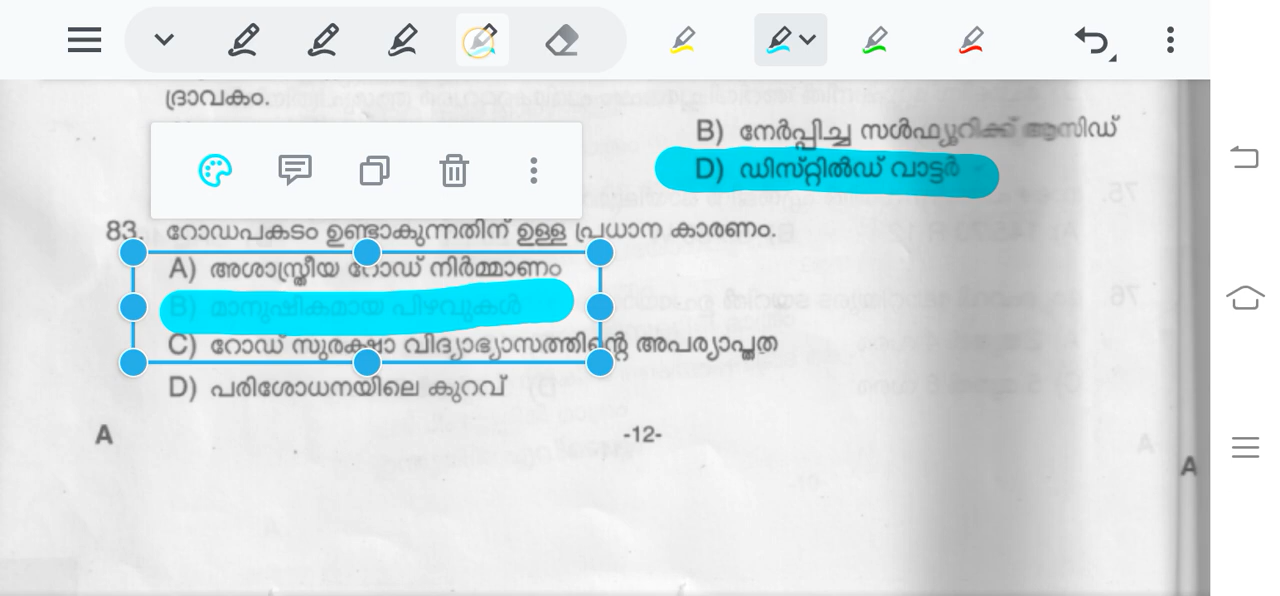 ദ്രാവകം.
B) നേർപ്പിച്ച സൾഫ്യൂറിക്ക് ആസിഡ്
D) ഡിസ്റ്റിൽഡ് വാട്ടർ
83. റോഡപകടം ഉണ്ടാകുന്നതിന് ഉള്ള പ്രധാന കാരണം.
A) അശാസ്ത്രീയ റോഡ് നിർമ്മാണം
B) മാനുഷികമായ പിഴവുകൾ
C) റോഡ് സുരക്ഷാ വിദ്യാഭ്യാസത്തിന്റെ അപര്യാപ്തത
D) പരിശോധനയിലെ കുറവ്
A
-12-
A